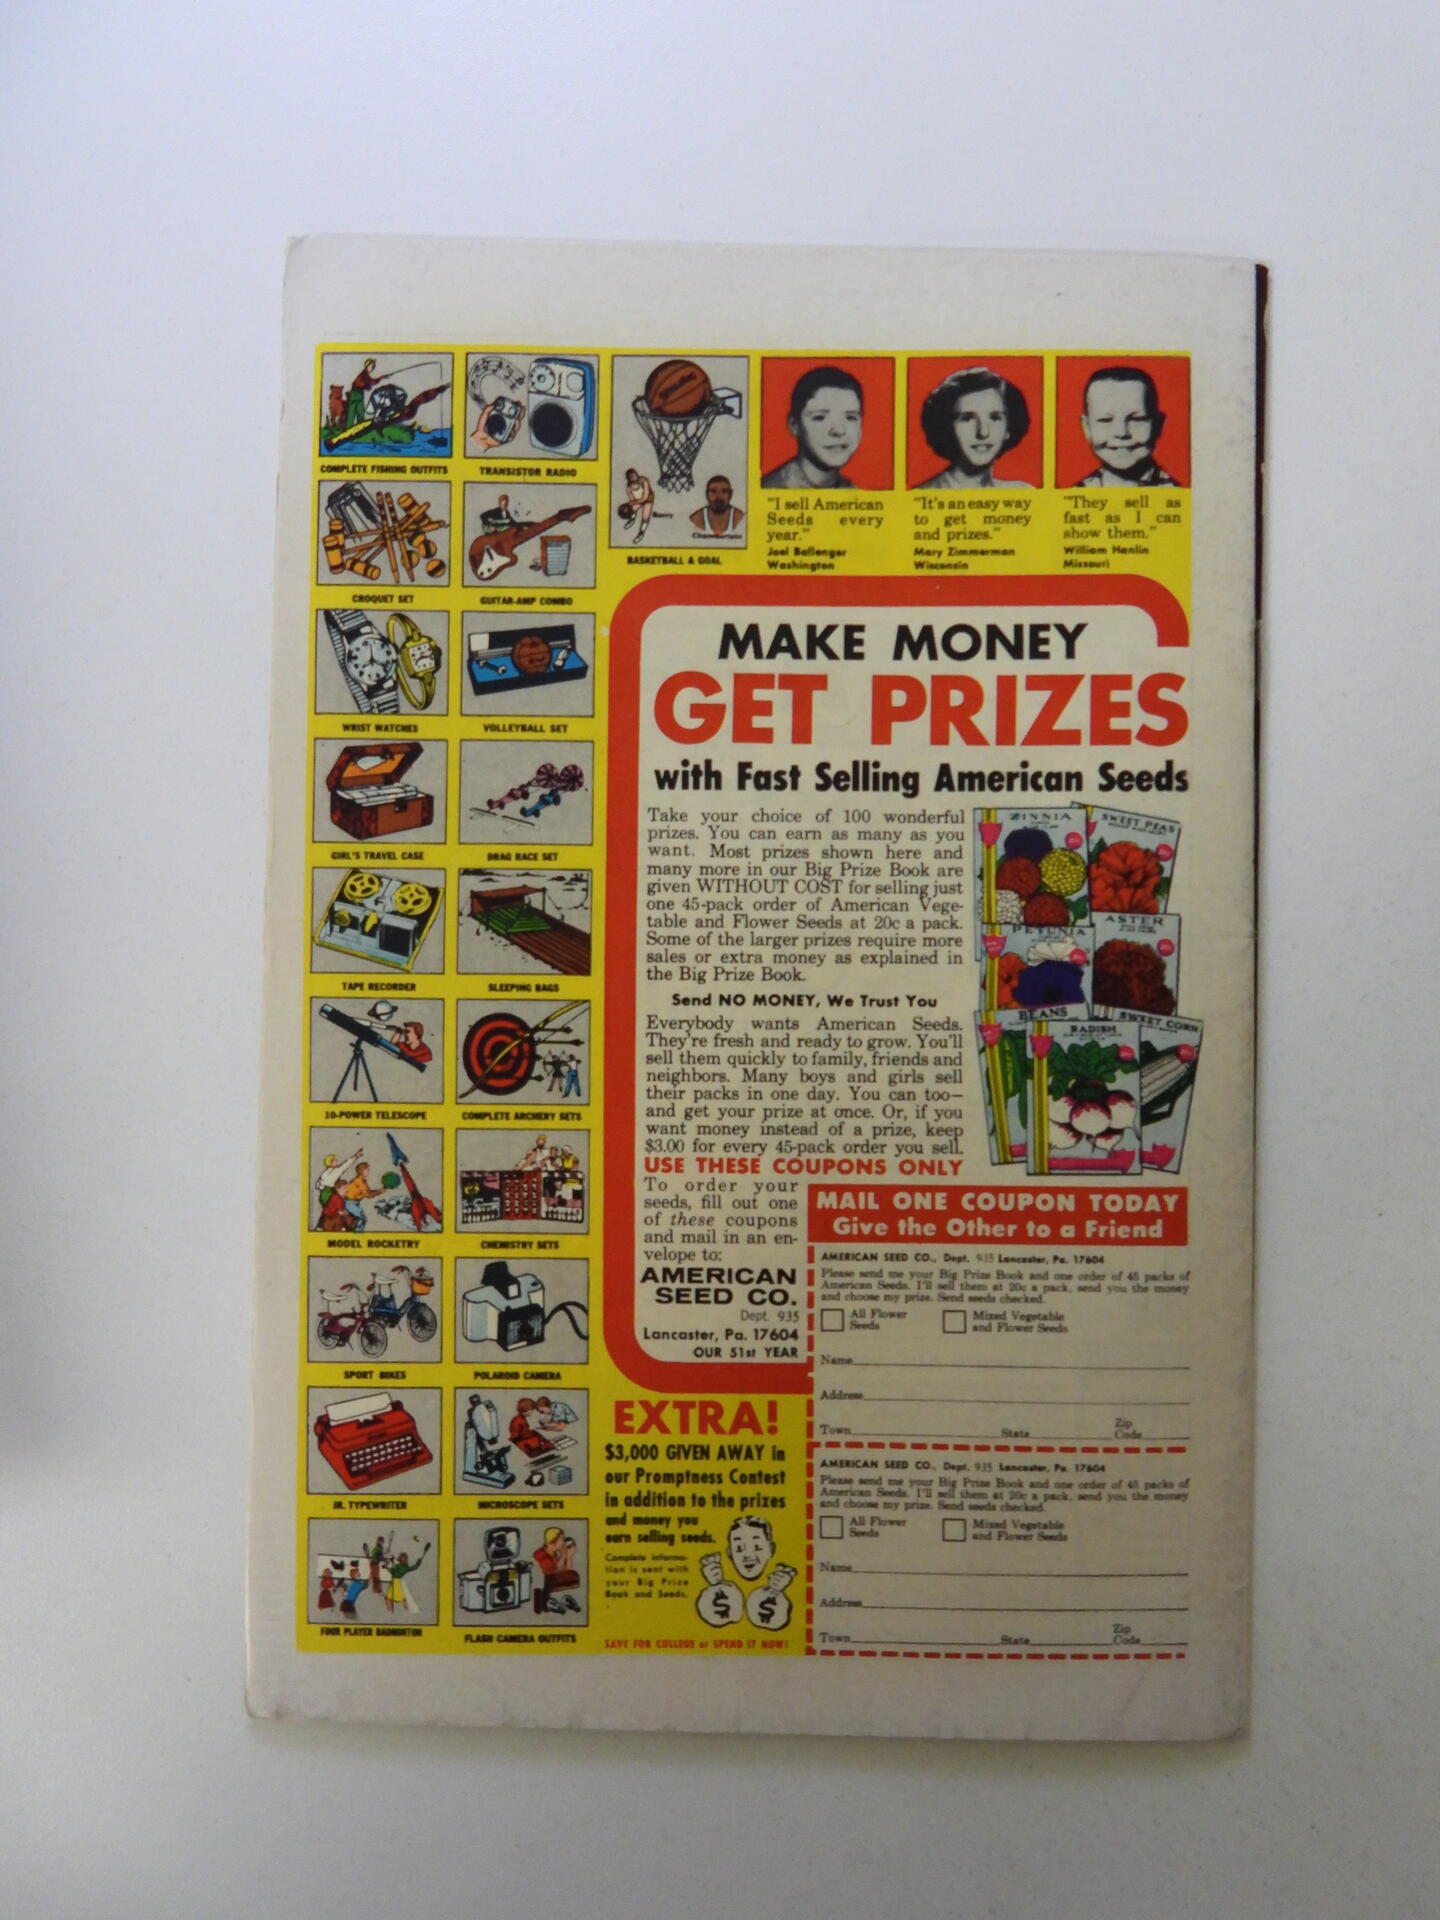 COMPLETE FISHING OUTFITS
TRANSISTOR RADIO
CROQUET SET
GUITAR-AMP COMBO
WRIST WATCHES
VOLLEYBALL SET
GIRL'S TRAVEL CASE
DRAG RACE SET
TAPE RECORDER
SLEEPING BAGS
10-POWER TELESCOPE
COMPLETE ARCHERY SETS
MODEL ROCKETRY
CHEMISTRY SETS
SPORT BIKES
POLAROID CAMERA
JR. TYPEWRITER
MICROSCOPE SETS
FOUR PLAYER BADMINTON
FLASH CAMERA OUTFITS
Barry
Chamberlain
BASKETBALL & GOAL
"I sell American
Seeds every
year."
Joel Ballenger
Washington
"It's an easy way
to get money
and prizes."
Mary Zimmerman
Wisconsin
"They sell as
fast as I can
show them."
William Hanlin
Missouri
MAKE MONEY
GET PRIZES
with Fast Selling American Seeds
Take your choice of 100 wonderful
prizes. You can earn as many as you
want. Most prizes shown here and
many more in our Big Prize Book are
given WITHOUT COST for selling just
one 45-pack order of American Vege-
table and Flower Seeds at 20c a pack.
Some of the larger prizes require more
sales or extra money as explained in
the Big Prize Book.
Send NO MONEY, We Trust You
Everybody wants American Seeds.
They're fresh and ready to grow. You'll
sell them quickly to family, friends and
neighbors. Many boys and girls sell
their packs in one day. You can too—
and get your prize at once. Or, if you
want money instead of a prize, keep
$3.00 for every 45-pack order you sell.
USE THESE COUPONS ONLY
To order your
seeds, fill out one
of these coupons
and mail in an en-
velope to:
AMERICAN
SEED CO.
Dept. 935
Lancaster, Pa. 17604
OUR 51st YEAR
ZINNIA
SWEET PEAS
PETUNIA
ASTER
BEANS
RADISH
SWEET CORN
MAIL ONE COUPON TODAY
Give the Other to a Friend
AMERICAN SEED CO., Dept. 935 Lancaster, Pa. 17604
Please send me your Big Prize Book and one order of 45 packs of
American Seeds. I'll sell them at 20c a pack, send you the money
and choose my prize. Send seeds checked.
All Flower
Seeds
Mixed Vegetable
and Flower Seeds
Name
Address
Town State Zip Code
AMERICAN SEED CO., Dept. 935 Lancaster, Pa. 17604
Please send me your Big Prize Book and one order of 45 packs of
American Seeds. I'll sell them at 20c a pack, send you the money
and choose my prize. Send seeds checked.
All Flower
Seeds
Mixed Vegetable
and Flower Seeds
Name
Address
Town State Zip Code
EXTRA!
$3,000 GIVEN AWAY in
our Promptness Contest
in addition to the prizes
and money you
earn selling seeds.
Complete informa-
tion is sent with
your Big Prize
Book and Seeds.
$ $
SAVE FOR COLLEGE or SPEND IT NOW!